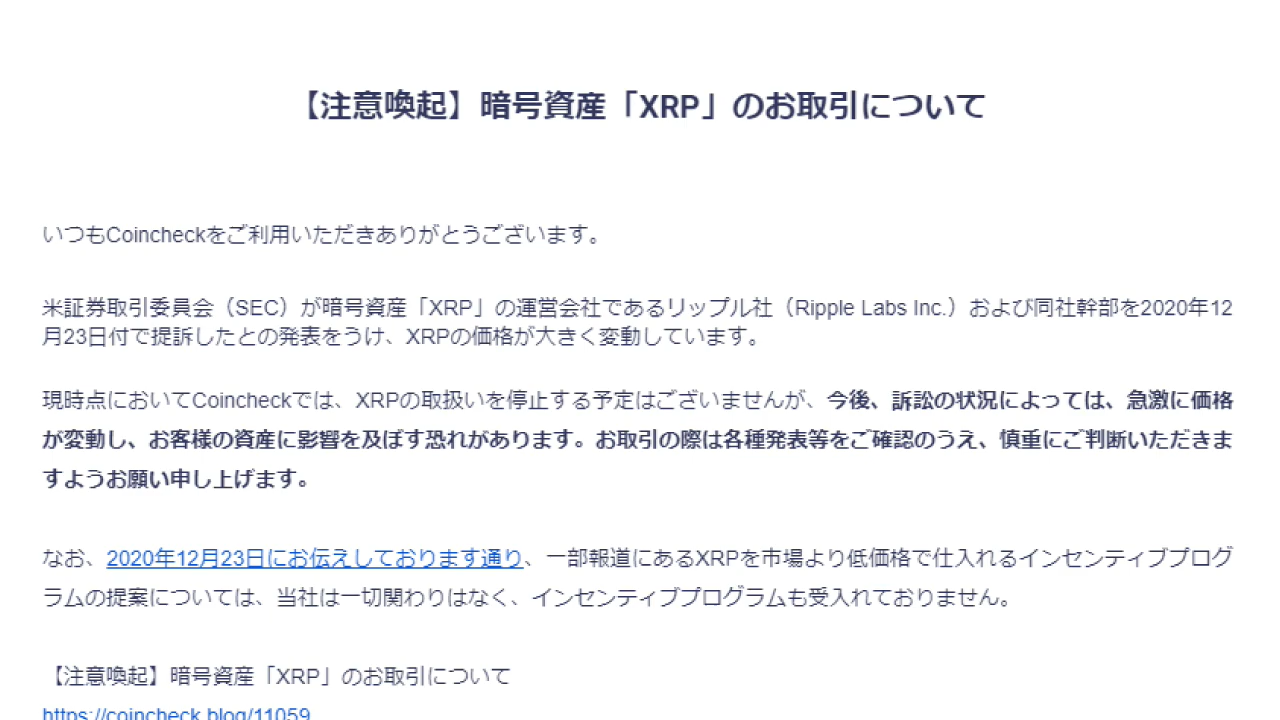 【注意喚起】暗号資産「XRP」のお取引について
いつもCoincheckをご利用いただきありがとうございます。
米証券取引委員会（SEC）が暗号資産「XRP」の運営会社であるリップル社（Ripple Labs Inc.）および同社幹部を2020年12
月23日付で提訴したとの発表をうけ、XRPの価格が大きく変動しています。
現時点においてCoincheckでは、XRPの取扱いを停止する予定はございませんが、今後、訴訟の状況によっては、急激に価格
が変動し、お客様の資産に影響を及ぼす恐れがあります。お取引の際は各種発表等をご確認のうえ、慎重にご判断いただきま
すようお願い申し上げます。
なお、2020年12月23日にお伝えしております通り、一部報道にあるXRPを市場より低価格で仕入れるインセンティブプログ
ラムの提案については、当社は一切関わりはなく、インセンティブプログラムも受入れておりません。
【注意喚起】暗号資産「XRP」のお取引について
https://coincheck.blog/11059